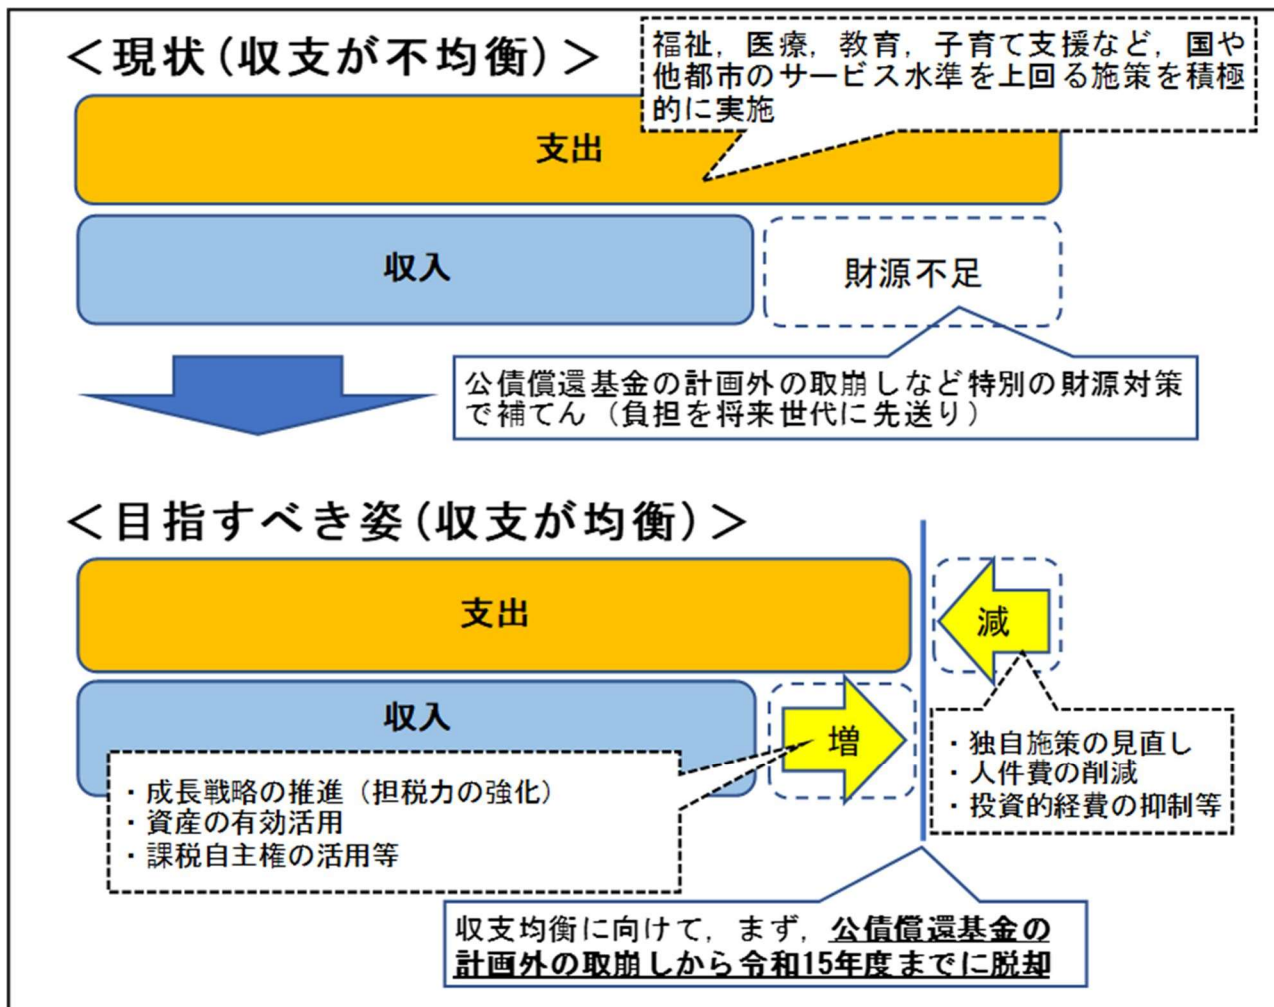 ＜現状(収支が不均衡)＞
福祉，医療，教育，子育て支援など，国や
他都市のサービス水準を上回る施策を積極
的に実施
支出
収入
財源不足
公債償還基金の計画外の取崩しなど特別の財源対策
で補てん（負担を将来世代に先送り）
＜目指すべき姿(収支が均衡)＞
支出
減
収入
増
・独自施策の見直し
・人件費の削減
・投資的経費の抑制等
・成長戦略の推進（担税力の強化）
・資産の有効活用
・課税自主権の活用等
収支均衡に向けて，まず，公債償還基金の
計画外の取崩しから令和15年度までに脱却